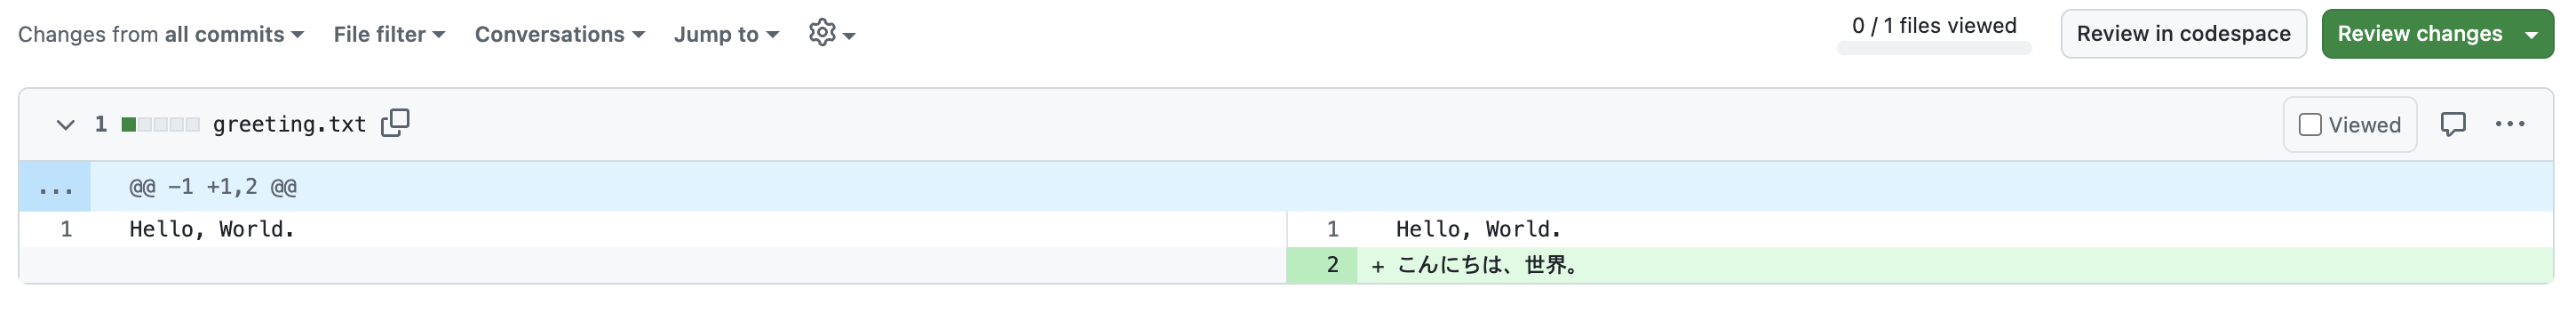 Changes from all commits File filter Conversations Jump to 0 / 1 files viewed Review in codespace Review changes
1 greeting.txt Viewed
... @@ -1 +1,2 @@
1 Hello, World. 1 Hello, World.
2 + こんにちは、世界。